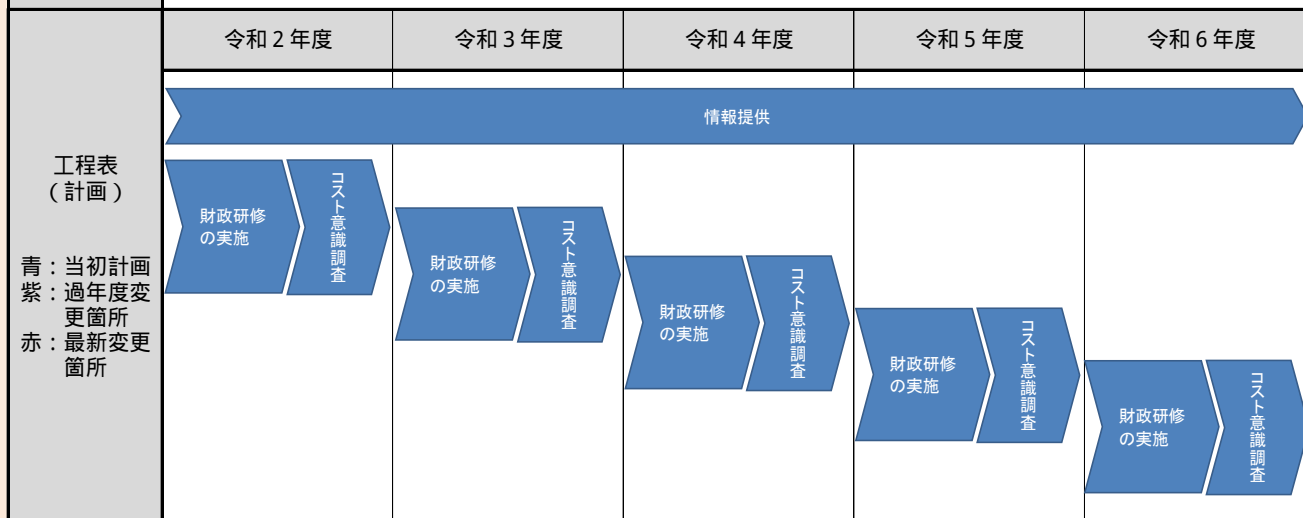 令和２年度
令和３年度
令和４年度
令和５年度
令和６年度
工程表
（計画）
青：当初計画
紫：過年度変
更箇所
赤：最新変更
箇所
情報提供
財政研修
の実施
コスト意識調査
財政研修
の実施
コスト意識調査
財政研修
の実施
コスト意識調査
財政研修
の実施
コスト意識調査
財政研修
の実施
コスト意識調査